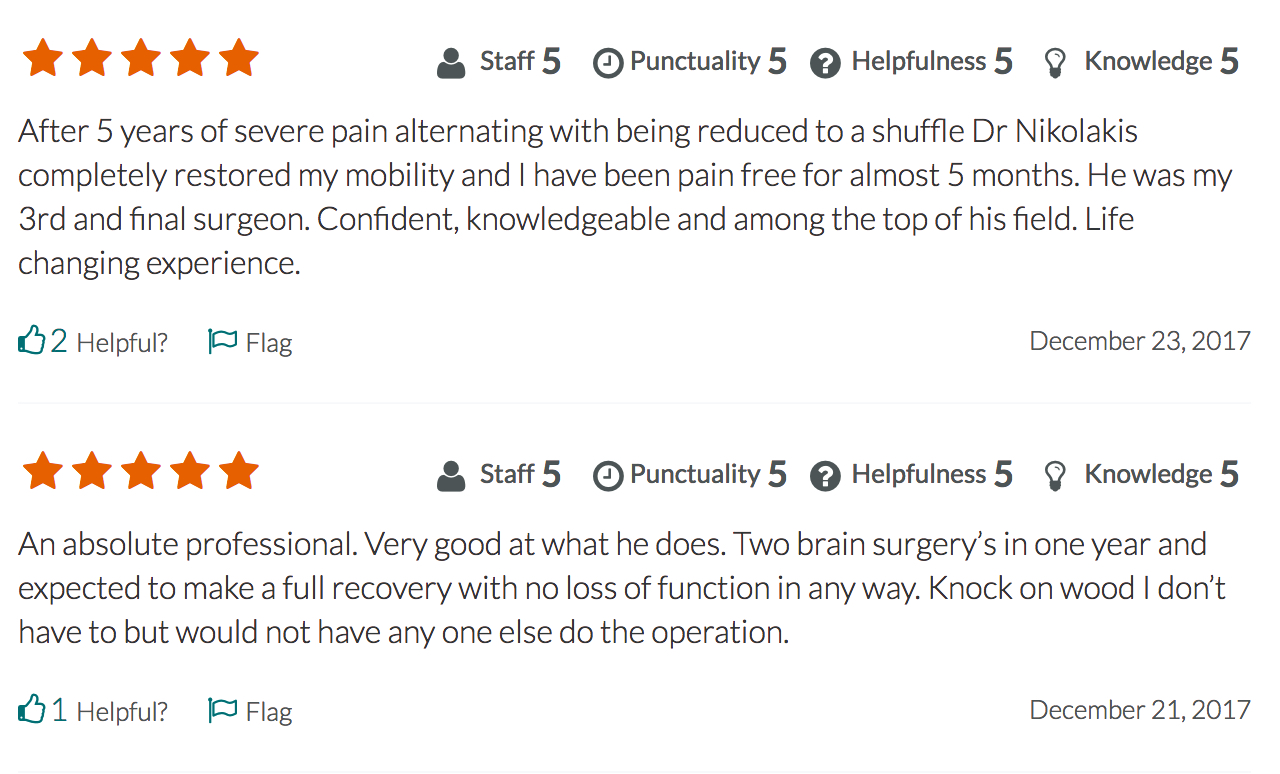 Staff 5 Punctuality 5 Helpfulness 5 Knowledge 5
After 5 years of severe pain alternating with being reduced to a shuffle Dr Nikolakis
completely restored my mobility and I have been pain free for almost 5 months. He was my
3rd and final surgeon. Confident, knowledgeable and among the top of his field. Life
changing experience.
2 Helpful? Flag December 23, 2017
Staff 5 Punctuality 5 Helpfulness 5 Knowledge 5
An absolute professional. Very good at what he does. Two brain surgery’s in one year and
expected to make a full recovery with no loss of function in any way. Knock on wood I don’t
have to but would not have any one else do the operation.
1 Helpful? Flag December 21, 2017